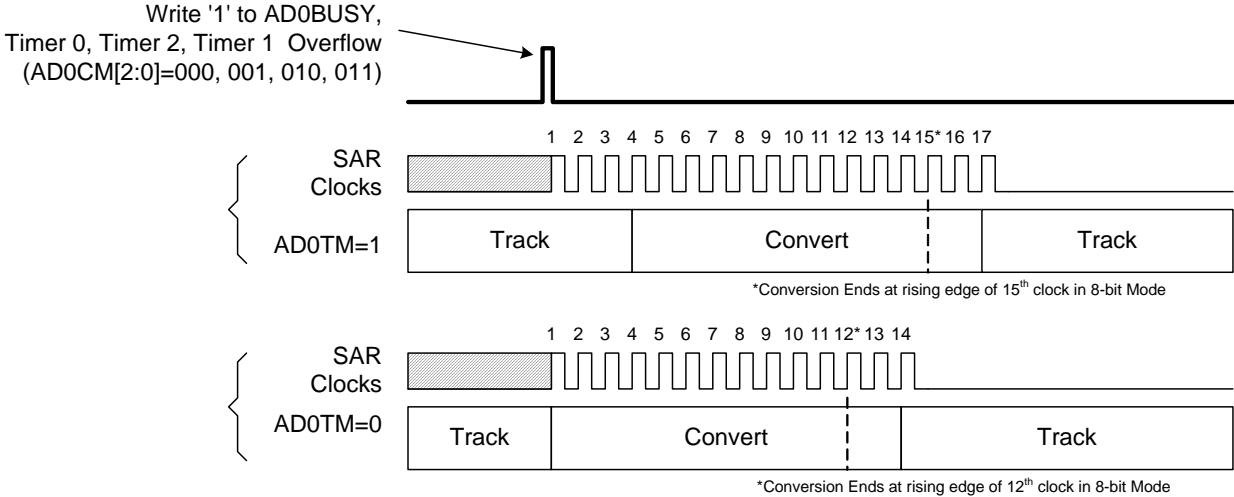 Write '1' to AD0BUSY,
Timer 0, Timer 2, Timer 1 Overflow
(AD0CM[2:0]=000, 001, 010, 011)
1 2 3 4 5 6 7 8 9 10 11 12 13 14 15* 16 17
SAR
Clocks
AD0TM=1
Track
Convert
Track
*Conversion Ends at rising edge of 15th clock in 8-bit Mode
1 2 3 4 5 6 7 8 9 10 11 12* 13 14
SAR
Clocks
AD0TM=0
Track
Convert
Track
*Conversion Ends at rising edge of 12th clock in 8-bit Mode